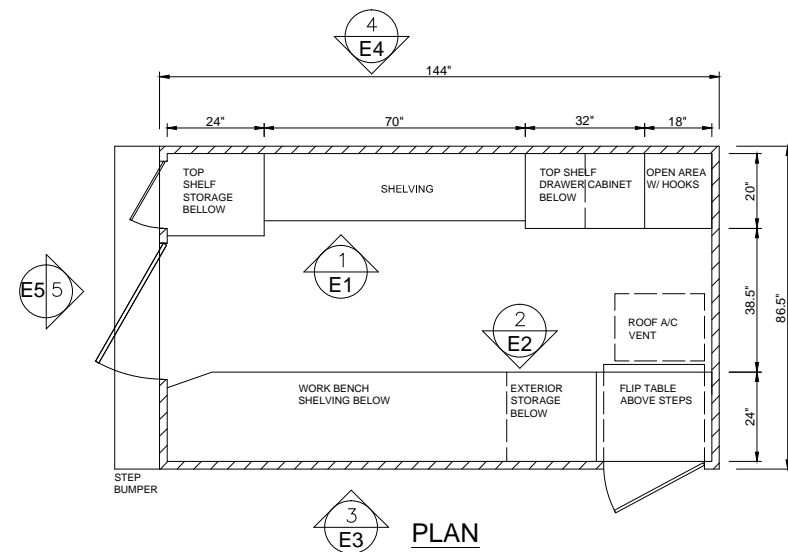 4
E4
144"
24"
70"
32"
18"
TOP
SHELF
STORAGE
BELLOW
SHELVING
TOP SHELF
DRAWER CABINET
BELOW
OPEN AREA
W/ HOOKS
20"
1
E1
E5 5
2
E2
ROOF A/C
VENT
38.5"
86.5"
WORK BENCH
SHELVING BELOW
EXTERIOR
STORAGE
BELOW
FLIP TABLE
ABOVE STEPS
24"
STEP
BUMPER
3
E3
PLAN